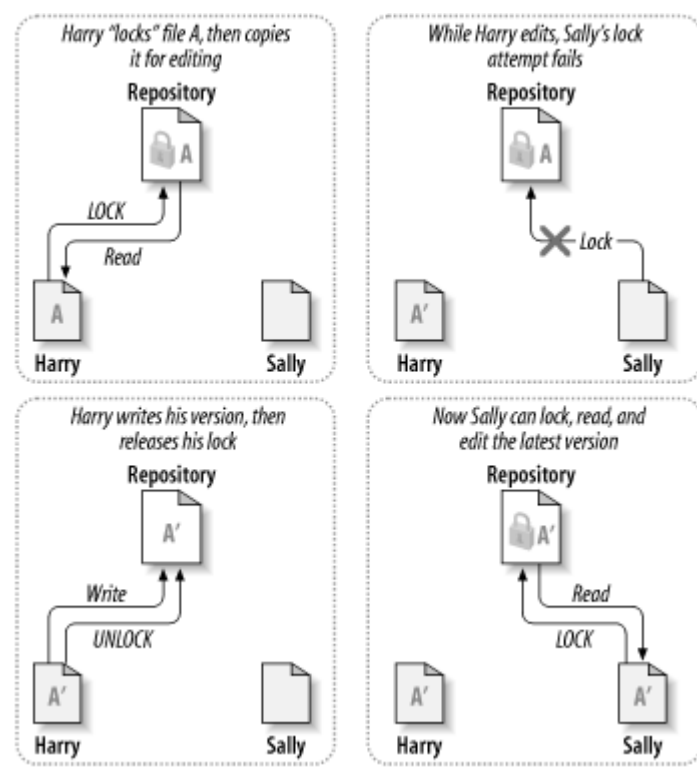 Harry “locks” file A, then copies
it for editing
Repository
A
LOCK
Read
A
Harry
Sally
While Harry edits, Sally’s lock
attempt fails
Repository
A
Lock
A′
Harry
Sally
Harry writes his version, then
releases his lock
Repository
A′
Write
UNLOCK
A′
Harry
Sally
Now Sally can lock, read, and
edit the latest version
Repository
A′
Read
LOCK
A′
A′
Harry
Sally